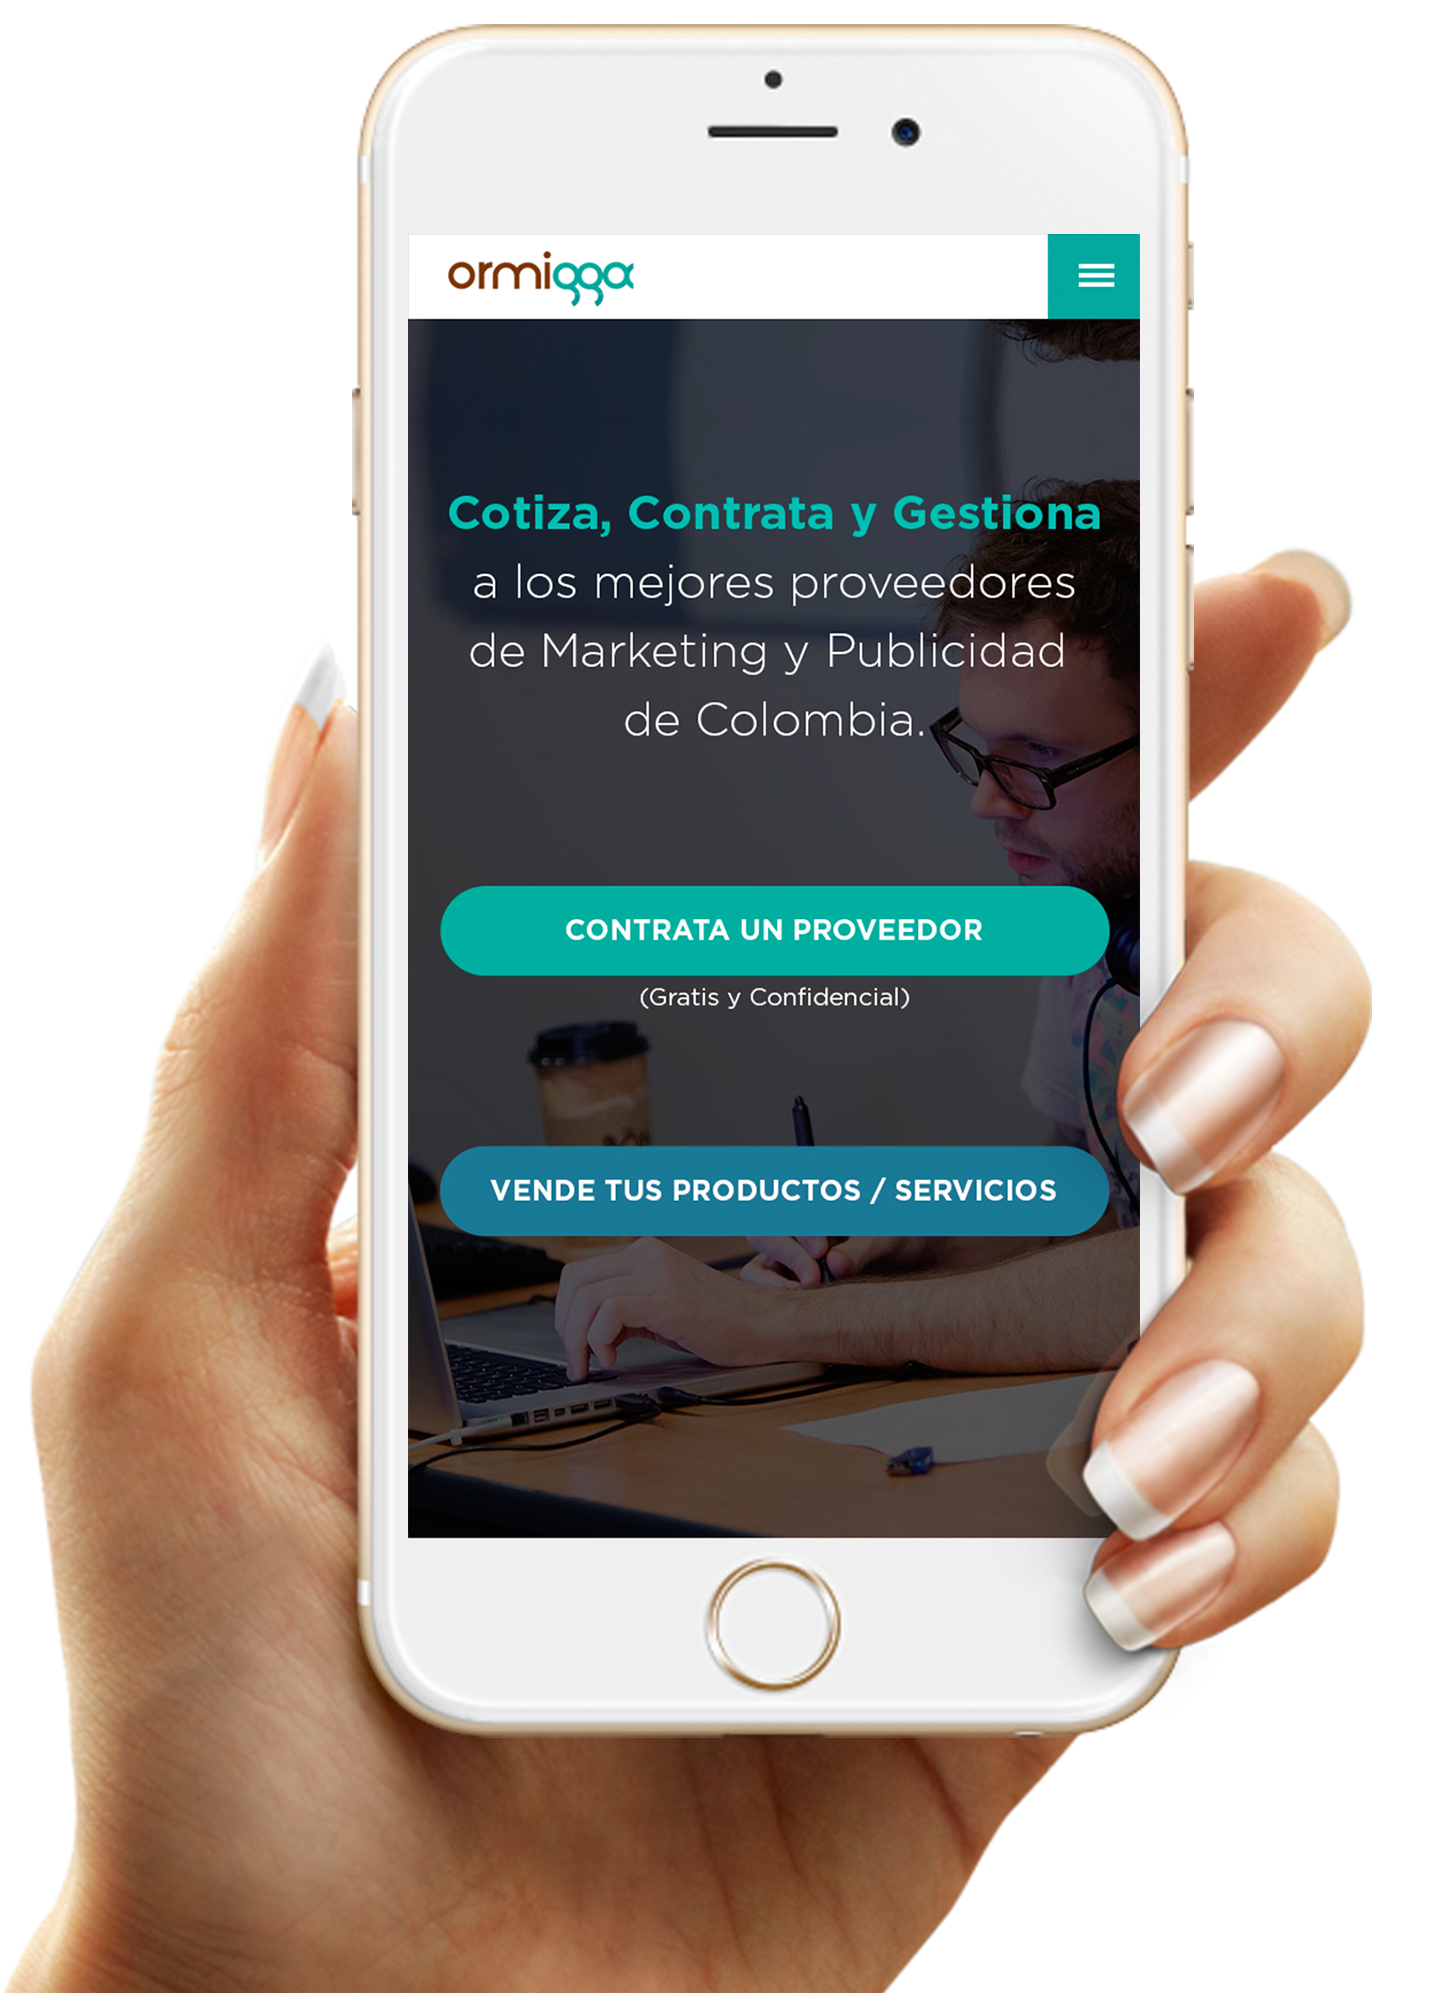 ormigga
Cotiza, Contrata y Gestiona
a los mejores proveedores
de Marketing y Publicidad
de Colombia.
CONTRATA UN PROVEEDOR
(Gratis y Confidencial)
VENDE TUS PRODUCTOS / SERVICIOS